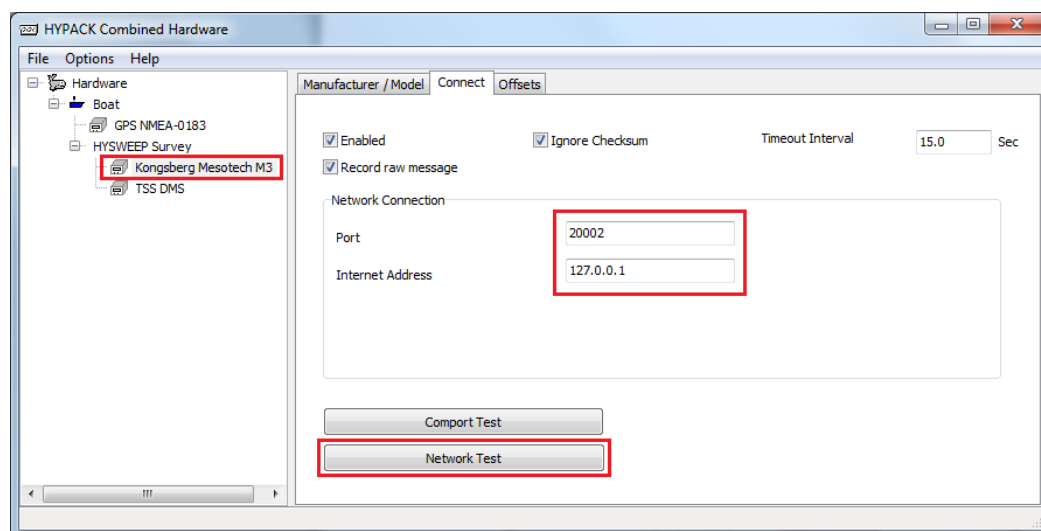 HYPACK Combined Hardware
File Options Help
Hardware
Boat
GPS NMEA-0183
HYSWEEP Survey
Kongsberg Mesotech M3
TSS DMS
Manufacturer / Model Connect Offsets
Enabled Ignore Checksum Timeout Interval 15.0 Sec
Record raw message
Network Connection
Port 20002
Internet Address 127.0.0.1
Comport Test
Network Test